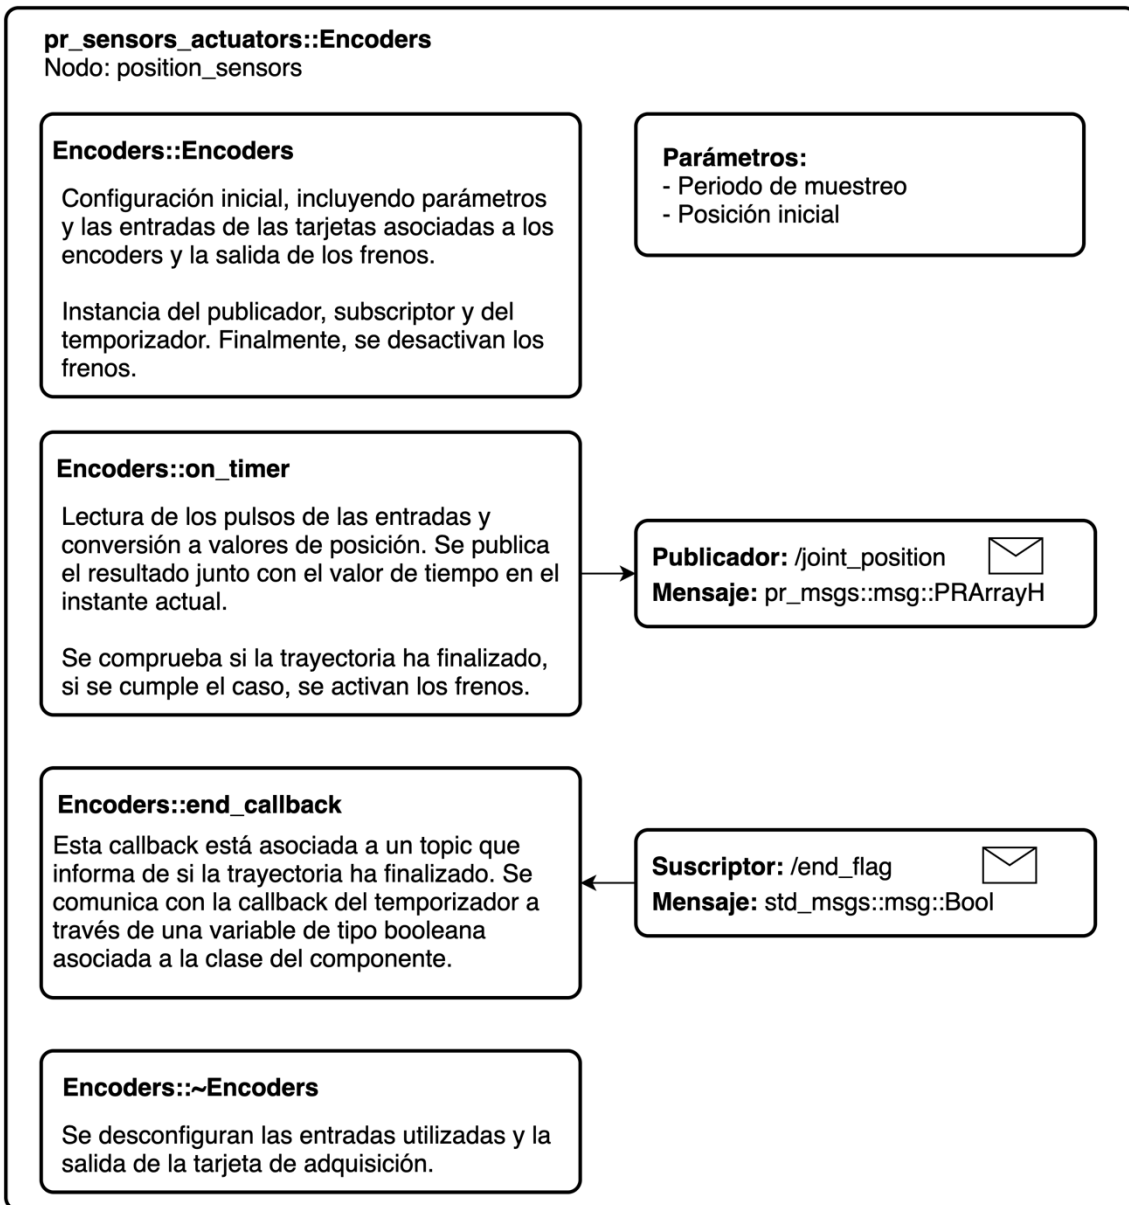 pr_sensors_actuators::Encoders
Nodo: position_sensors
Encoders::Encoders
Configuración inicial, incluyendo parámetros
y las entradas de las tarjetas asociadas a los
encoders y la salida de los frenos.
Instancia del publicador, subscriptor y del
temporizador. Finalmente, se desactivan los
frenos.
Parámetros:
- Periodo de muestreo
- Posición inicial
Encoders::on_timer
Lectura de los pulsos de las entradas y
conversión a valores de posición. Se publica
el resultado junto con el valor de tiempo en el
instante actual.
Se comprueba si la trayectoria ha finalizado,
si se cumple el caso, se activan los frenos.
Publicador: /joint_position
Mensaje: pr_msgs::msg::PRArrayH
Encoders::end_callback
Esta callback está asociada a un topic que
informa de si la trayectoria ha finalizado. Se
comunica con la callback del temporizador a
través de una variable de tipo booleana
asociada a la clase del componente.
Suscriptor: /end_flag
Mensaje: std_msgs::msg::Bool
Encoders::~Encoders
Se desconfiguran las entradas utilizadas y la
salida de la tarjeta de adquisición.